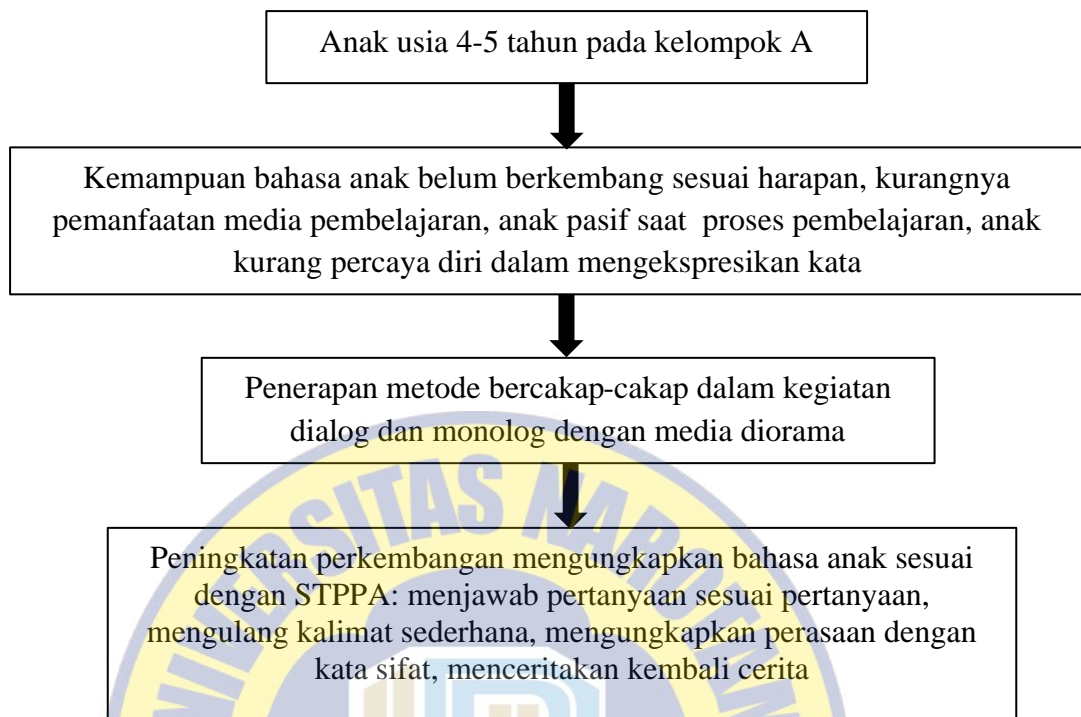 Anak usia 4-5 tahun pada kelompok A
Kemampuan bahasa anak belum berkembang sesuai harapan, kurangnya
pemanfaatan media pembelajaran, anak pasif saat proses pembelajaran, anak
kurang percaya diri dalam mengekspresikan kata
Penerapan metode bercakap-cakap dalam kegiatan
dialog dan monolog dengan media diorama
Peningkatan perkembangan mengungkapkan bahasa anak sesuai
dengan STPPA: menjawab pertanyaan sesuai pertanyaan,
mengulang kalimat sederhana, mengungkapkan perasaan dengan
kata sifat, menceritakan kembali cerita